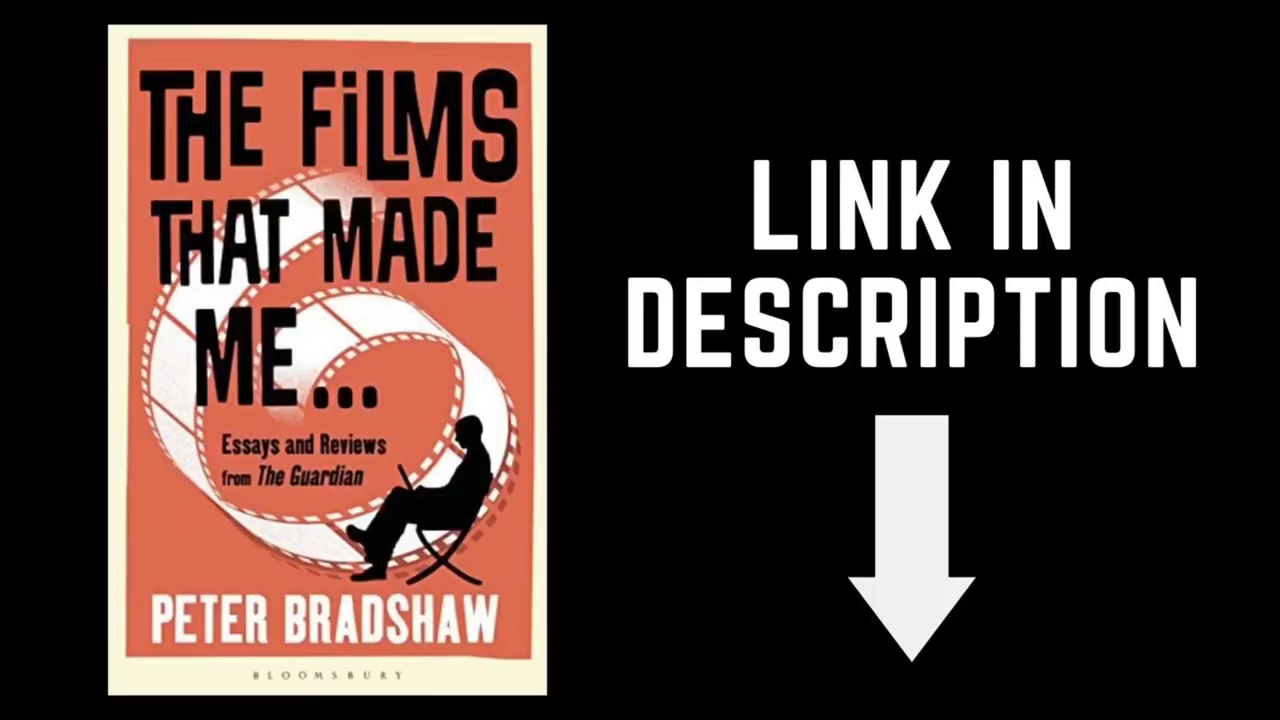 THE FiLMS
THAT MADE
ME...
Essays and Reviews
from The Guardian
PETER BRADSHAW
BLOOMSBURY
LINK IN
DESCRIPTION